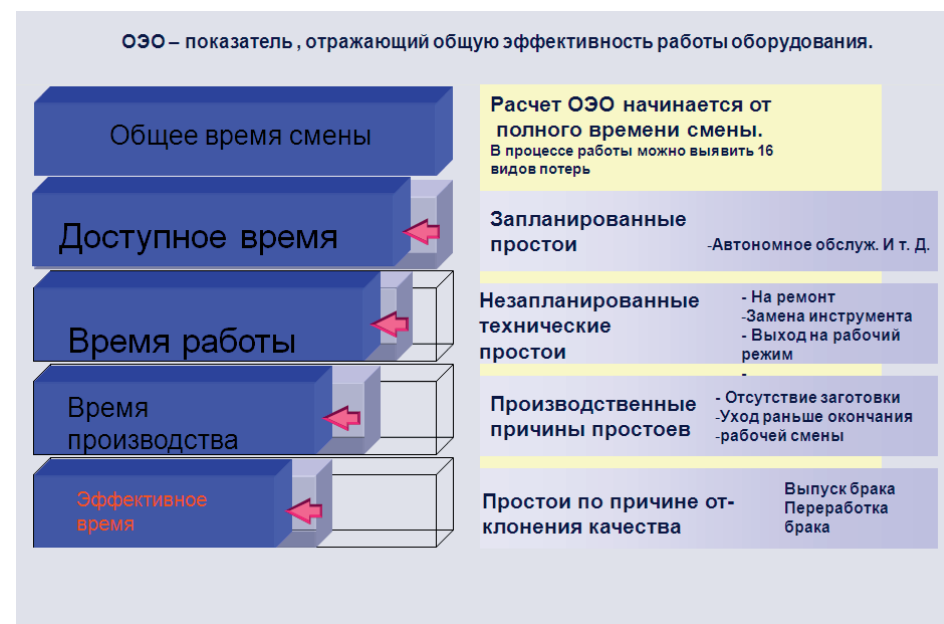 ОЭО – показатель , отражающий общую эффективность работы оборудования.
Общее время смены
Расчет ОЭО начинается от
полного времени смены.
В процессе работы можно выявить 16
видов потерь
Доступное время
Запланированные
простои
-Автономное обслуж. И т. Д.
Время работы
Незапланированные
технические
простои
- На ремонт
-Замена инструмента
- Выход на рабочий
режим
-
Время
производства
Производственные
причины простоев
- Отсутствие заготовки
-Уход раньше окончания
-рабочей смены
Эффективное
время
Простои по причине от-
клонения качества
Выпуск брака
Переработка
брака